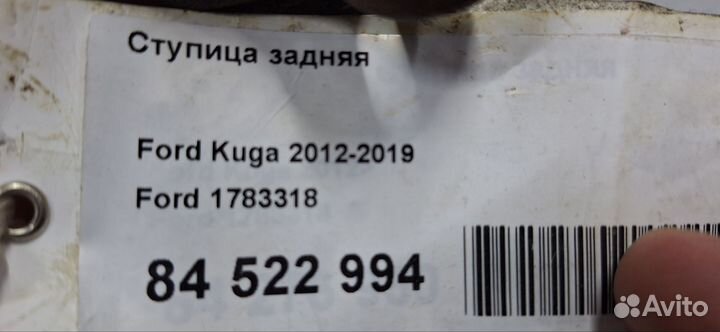 Ступица задняя
Ford Kuga 2012-2019
Ford 1783318
84 522 994
Avito